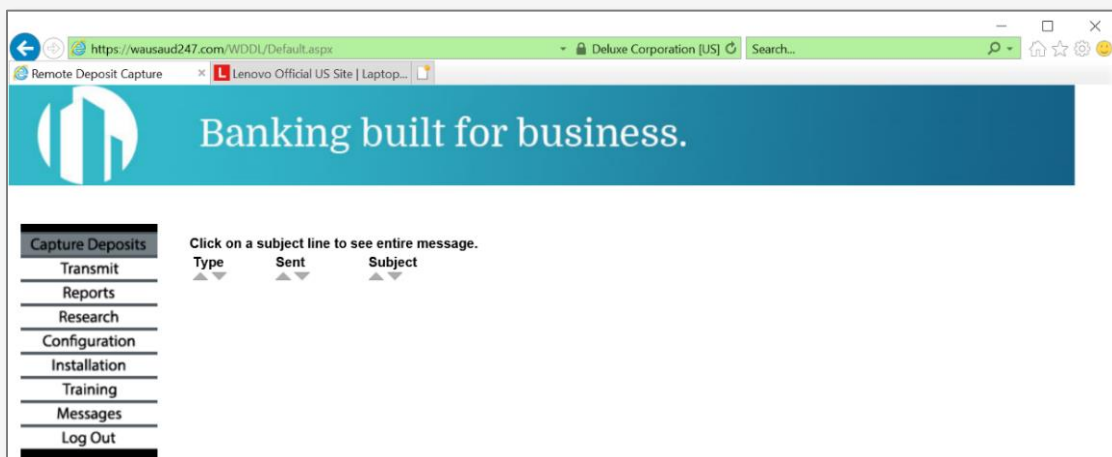 https://wausaud247.com/WDDL/Default.aspx Deluxe Corporation [US] Search...
Remote Deposit Capture Lenovo Official US Site | Laptop...
Banking built for business.
Capture Deposits
Transmit
Reports
Research
Configuration
Installation
Training
Messages
Log Out
Click on a subject line to see entire message.
Type Sent Subject